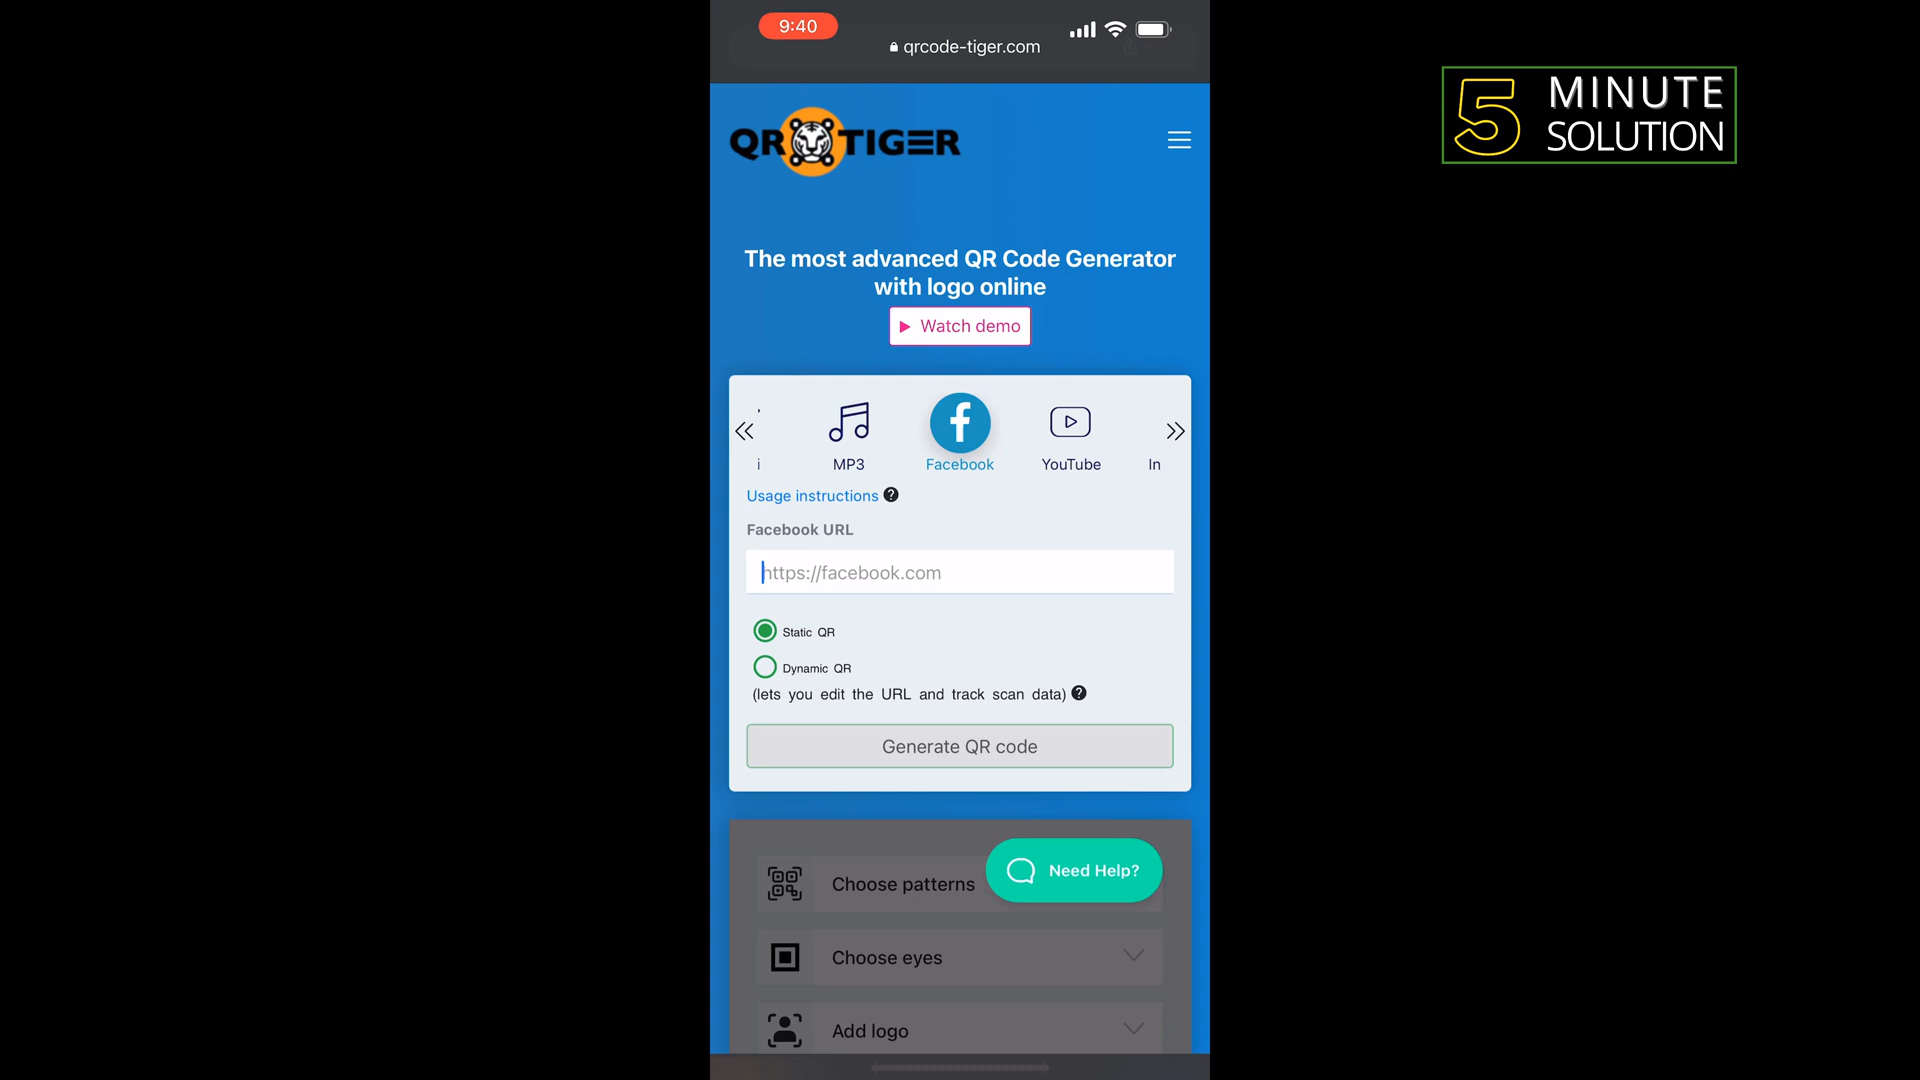 9:40
qrcode-tiger.com
5 MINUTE
SOLUTION
QR TIGER
The most advanced QR Code Generator
with logo online
Watch demo
i
MP3
Facebook
YouTube
In
Usage instructions ?
Facebook URL
https://facebook.com
Static QR
Dynamic QR
(lets you edit the URL and track scan data) ?
Generate QR code
Choose patterns
Need Help?
Choose eyes
Add logo